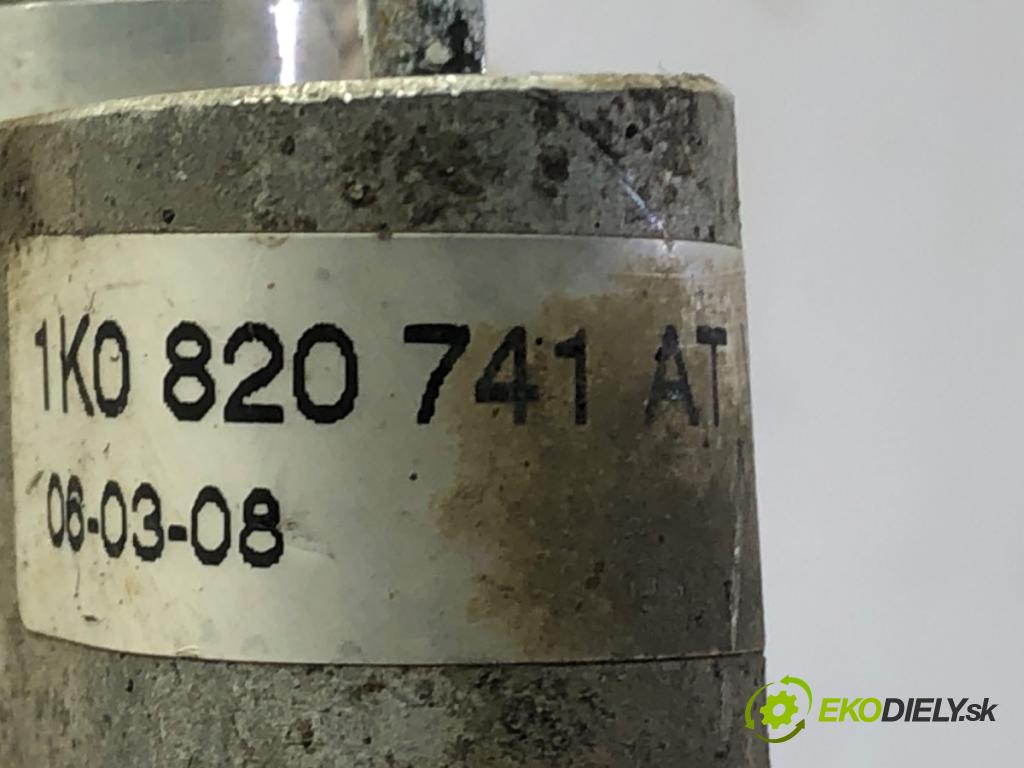 1K0 820 741 AT
06-03-08
EKODIELY.sk